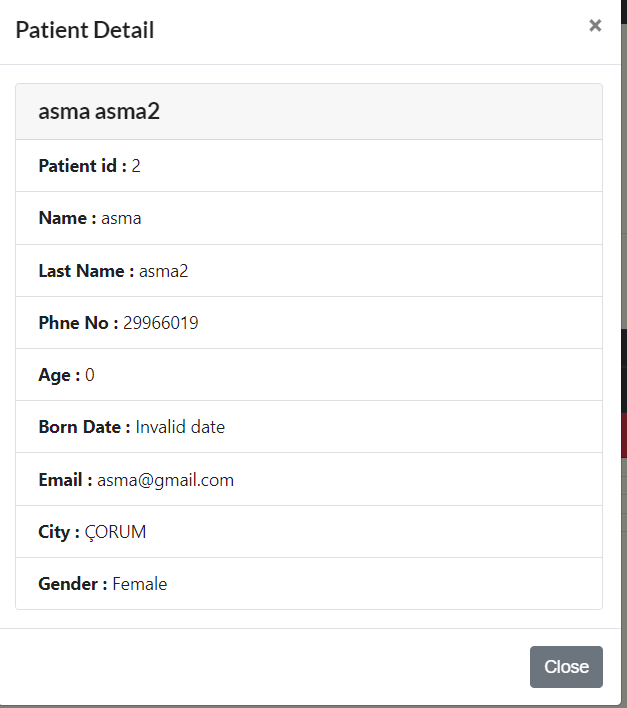 Patient Detail ×
asma asma2
Patient id : 2
Name : asma
Last Name : asma2
Phne No : 29966019
Age : 0
Born Date : Invalid date
Email : asma@gmail.com
City : ÇORUM
Gender : Female
Close